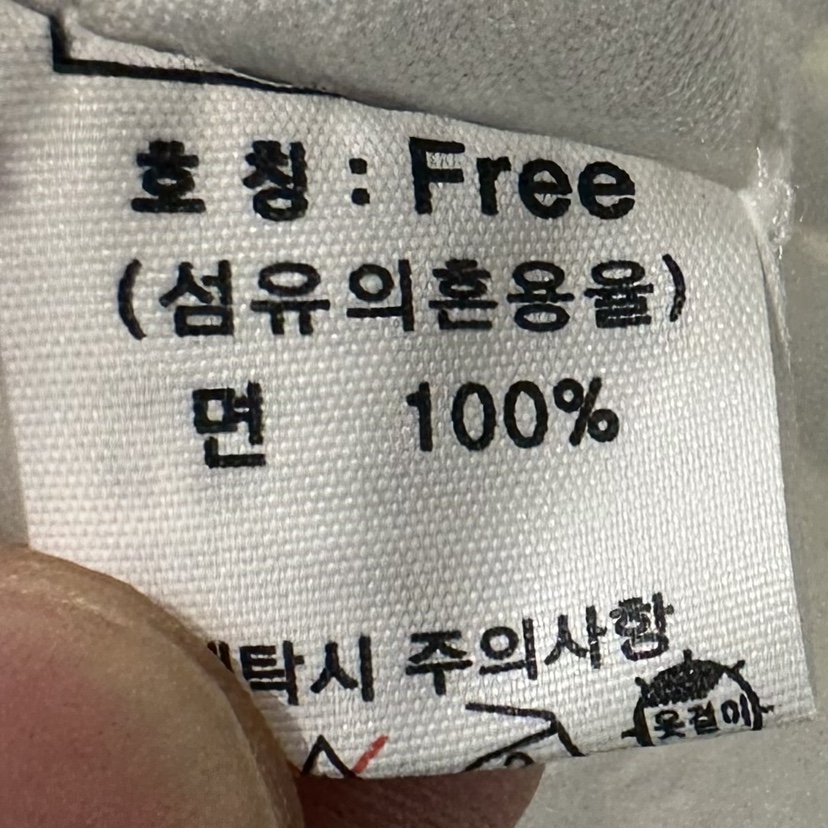 호 칭 : Free
(섬유의혼용율)
면 100%
세탁시 주의사항
옷걸이